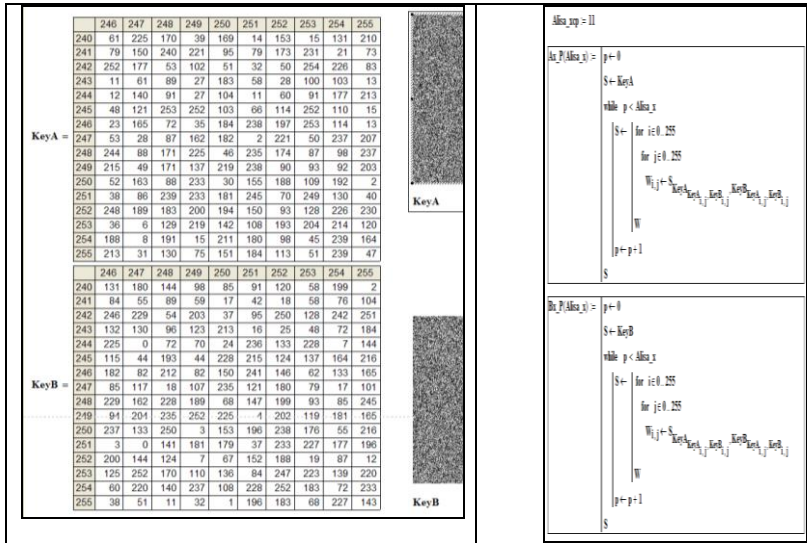 246 247 248 249 250 251 252 253 254 255
240 61 225 170 39 169 14 153 15 131 210
241 79 150 240 221 95 79 173 231 21 73
242 252 177 53 102 51 32 50 254 226 83
243 11 61 89 27 183 58 28 100 103 13
244 12 140 91 27 104 11 60 91 177 213
245 48 121 253 252 103 66 114 252 110 15
246 23 165 72 35 184 238 197 253 114 13
KeyA = 247 53 28 87 162 182 2 221 50 237 207
248 244 88 171 225 46 235 174 87 98 237
249 215 49 171 137 219 238 90 93 92 203
250 52 163 88 233 30 155 188 109 192 2
251 38 86 239 233 181 245 70 249 130 40
252 248 189 183 200 194 150 93 128 226 230
253 36 6 129 219 142 108 193 204 214 120
254 188 8 191 15 211 180 98 45 239 164
255 213 31 130 75 151 184 113 51 239 47
KeyA
246 247 248 249 250 251 252 253 254 255
240 131 180 144 98 85 91 120 58 199 2
241 84 55 89 59 17 42 18 58 76 104
242 246 229 54 203 37 95 250 128 242 251
243 132 130 96 123 213 16 25 48 72 184
244 225 0 72 70 24 236 133 228 7 144
245 115 44 193 44 228 215 124 137 164 216
246 182 82 212 82 150 241 146 62 133 165
KeyB = 247 85 117 18 107 235 121 180 79 17 101
248 229 162 228 189 68 147 199 93 85 245
249 94 204 235 252 225 4 202 119 181 165
250 237 133 250 3 153 196 238 176 55 216
251 3 0 141 181 179 37 233 227 177 196
252 200 144 124 7 67 152 188 19 87 12
253 125 252 170 110 136 84 247 223 139 220
254 60 220 140 237 108 228 252 183 72 233
255 38 51 11 32 1 196 183 68 227 143
KeyB
:= 11
Ax_P(Alisa_x) := p←0
S←KeyA
while p < Alisa_x
S← for i∈0..255
for j∈0..255
W i, j ← S KeyA KeyA i, j, KeyB i, j, KeyB KeyA i, j, KeyB i, j
W
p←p+1
S
Bx_P(Alisa_x) := p←0
S←KeyB
while p < Alisa_x
S← for i∈0..255
for j∈0..255
W i, j ← S KeyA KeyA i, j, KeyB i, j, KeyB KeyA i, j, KeyB i, j
W
p←p+1
S